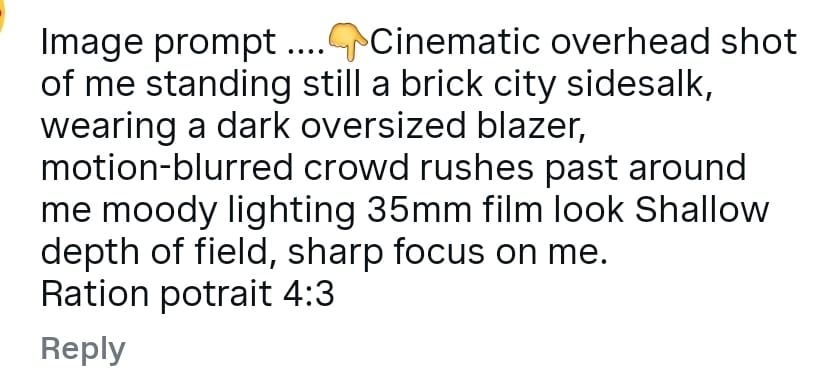 Image prompt ....👇Cinematic overhead shot
of me standing still a brick city sidesalk,
wearing a dark oversized blazer,
motion-blurred crowd rushes past around
me moody lighting 35mm film look Shallow
depth of field, sharp focus on me.
Ration potrait 4:3
Reply